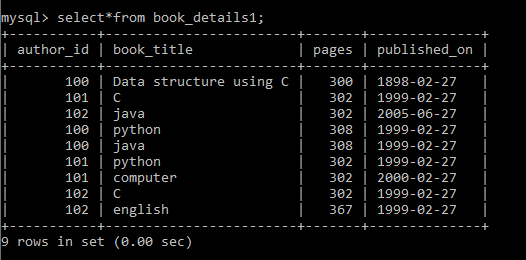 mysql> select*from book_details1;
+-----------+------------------------+-------+--------------+
| author_id | book_title             | pages | published_on |
+-----------+------------------------+-------+--------------+
|       100 | Data structure using C |   300 | 1898-02-27   |
|       101 | C                      |   302 | 1999-02-27   |
|       102 | java                   |   302 | 2005-06-27   |
|       100 | python                 |   308 | 1999-02-27   |
|       100 | java                   |   308 | 1999-02-27   |
|       101 | python                 |   302 | 1999-02-27   |
|       101 | computer               |   302 | 2000-02-27   |
|       102 | C                      |   302 | 1999-02-27   |
|       102 | english                |   367 | 1999-02-27   |
+-----------+------------------------+-------+--------------+
9 rows in set (0.00 sec)